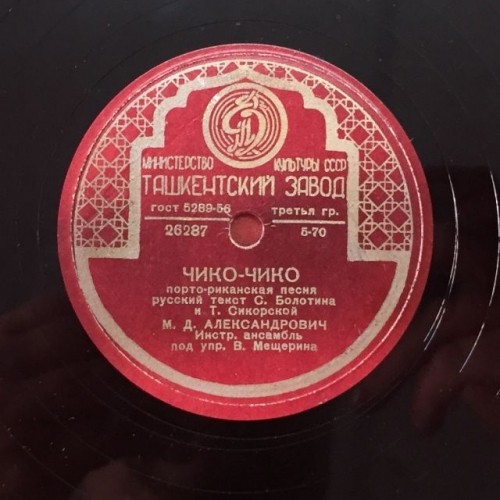 МИНИСТЕРСТВО КУЛЬТУРЫ СССР
ТАШКЕНТСКИЙ ЗАВОД
ГОСТ 5289-56 ТРЕТЬЯ ГР.
26287 5-70
ЧИКО-ЧИКО
порто-риканская песня
русский текст С. Болотина
и Т. Сикорской
М. Д. АЛЕКСАНДРОВИЧ
Инстр. ансамбль
под упр. В. Мещерина